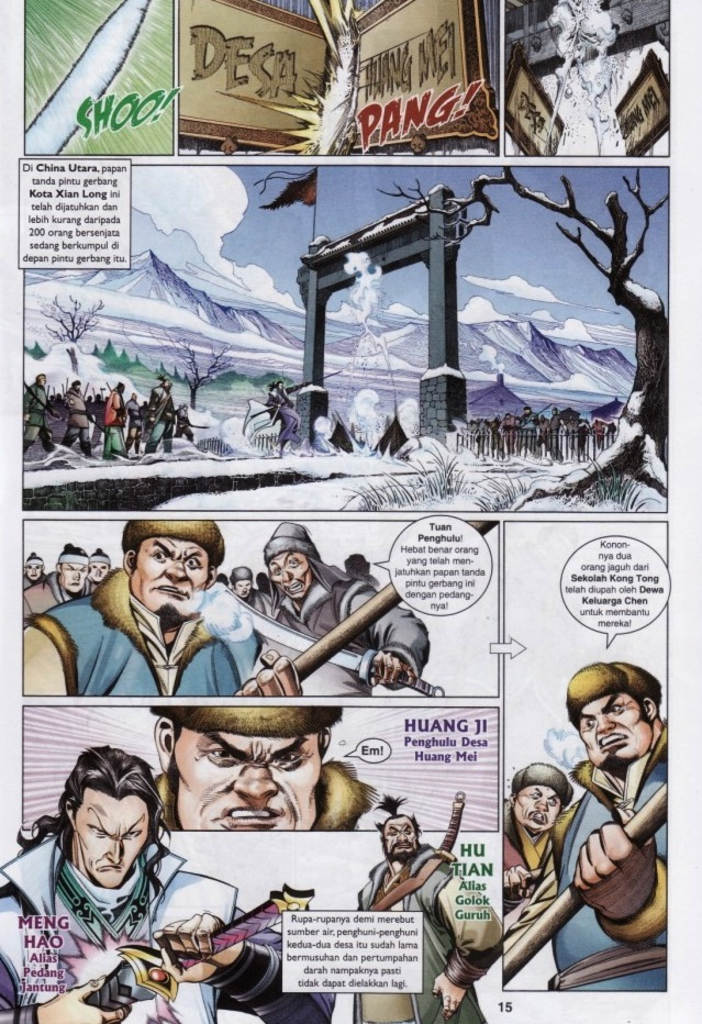 SHOO!
DESA HUANG MEI
PANG!
DESA
HUANG MEI
Di China Utara, papan
tanda pintu gerbang
Kota Xian Long ini
telah dijatuhkan dan
lebih kurang daripada
200 orang bersenjata
sedang berkumpul di
depan pintu gerbang itu.
Tuan
Penghulu!
Hebat benar orang
yang telah men-
jatuhkan papan tanda
pintu gerbang ini
dengan pedang-
nya!
Konon-
nya dua
orang dari
Sekolah Kong Tong
telah diupah oleh Dewa
Keluarga Chen
untuk membantu
mereka!
Em!
HUANG JI
Penghulu Desa
Huang Mei
HU
TIAN
Alias
Golok
Guruh
MENG
HAO
Alias
Pedang
Jantung
Rupa-rupanya demi merebut
sumber air, penghuni-penghuni
kedua-dua desa itu sudah lama
bermusuhan dan pertumpahan
darah nampaknya pasti
tidak dapat dielakkan lagi.
15